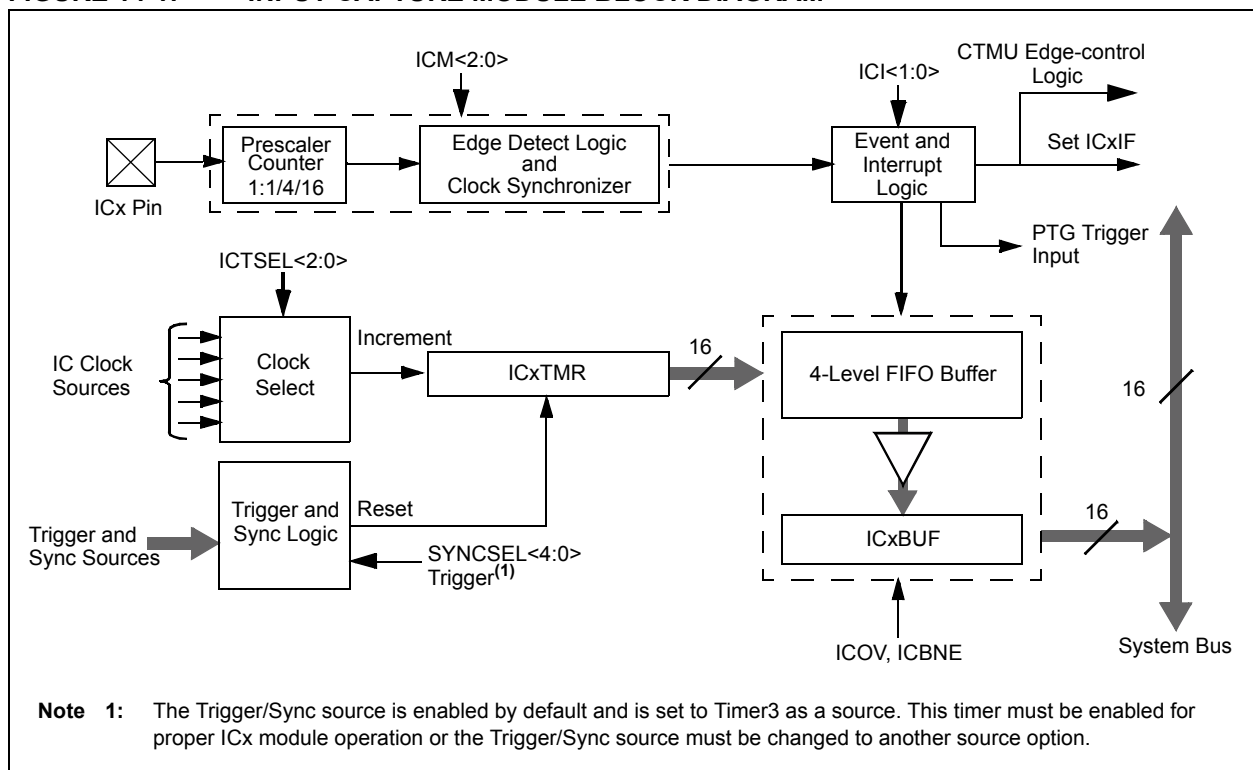 ICM<2:0>
ICI<1:0>
CTMU Edge-control
Logic
Prescaler
Counter
1:1/4/16
Edge Detect Logic
and
Clock Synchronizer
Event and
Interrupt
Logic
Set ICxIF
ICx Pin
PTG Trigger
Input
ICTSEL<2:0>
IC Clock
Sources
Clock
Select
Increment
ICxTMR
16
4-Level FIFO Buffer
16
Trigger and
Sync Sources
Trigger and
Sync Logic
Reset
SYNCSEL<4:0>
Trigger(1)
ICxBUF
16
ICOV, ICBNE
System Bus
Note 1: The Trigger/Sync source is enabled by default and is set to Timer3 as a source. This timer must be enabled for
proper ICx module operation or the Trigger/Sync source must be changed to another source option.